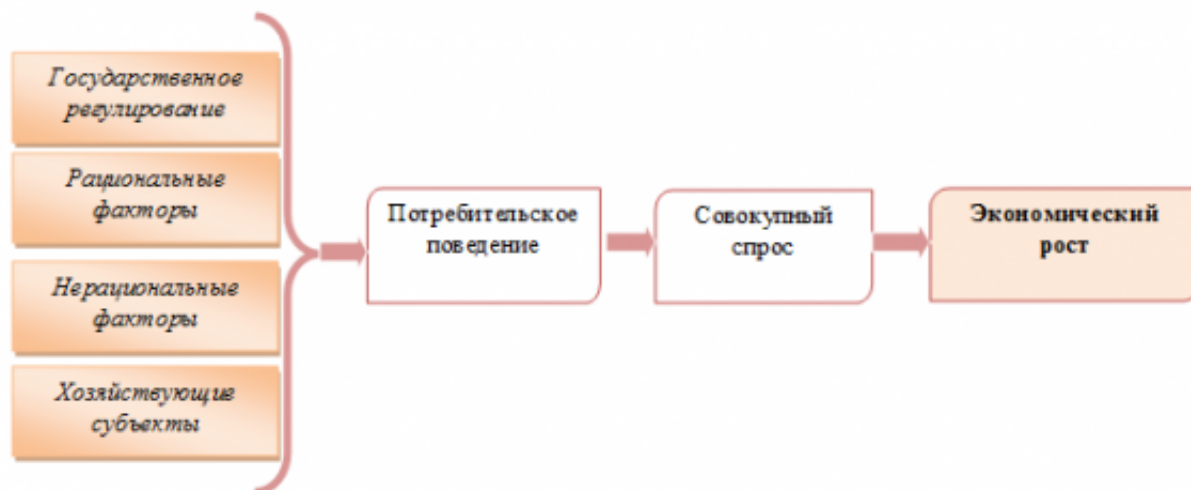 Государственное
регулирование
Рациональные
факторы
Нерациональные
факторы
Хозяйствующие
субъекты
Потребительское
поведение
Совокупный
спрос
Экономический
рост